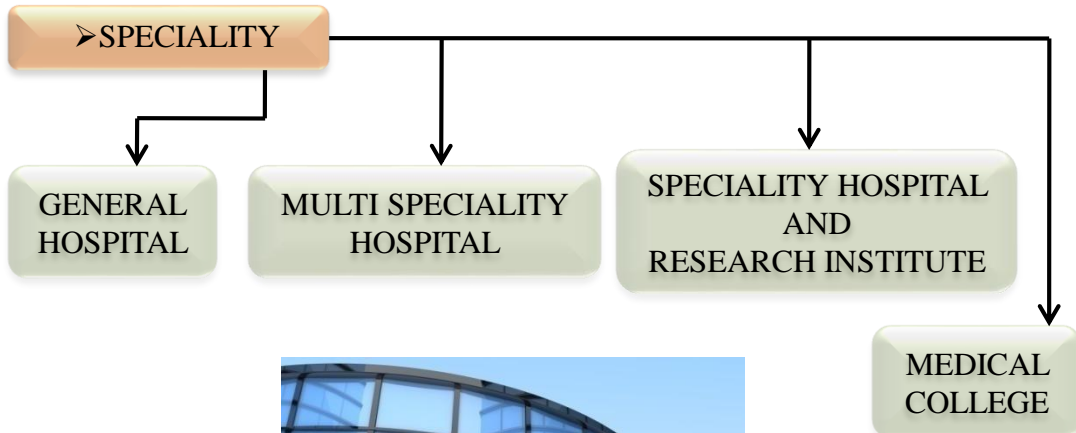 ➢SPECIALITY
GENERAL
HOSPITAL
MULTI SPECIALITY
HOSPITAL
SPECIALITY HOSPITAL
AND
RESEARCH INSTITUTE
MEDICAL
COLLEGE